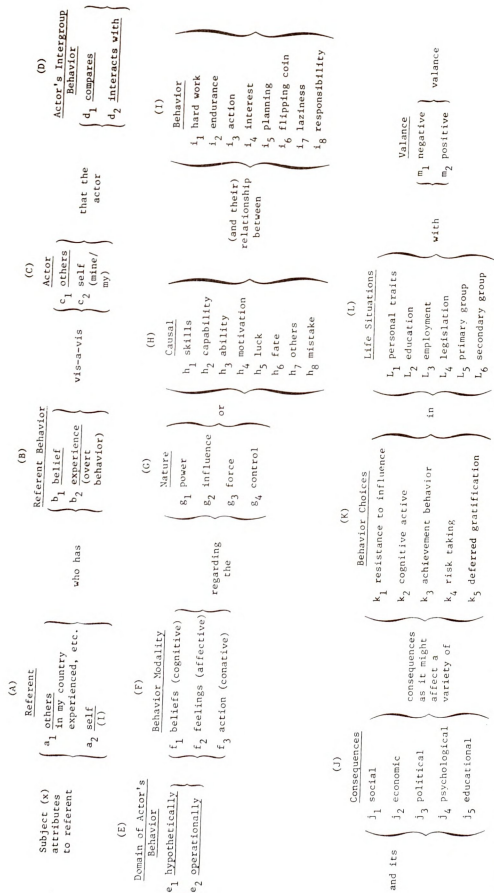 Subject (x)
attributes
to referent
(A)
Referent
a1 others
in my country
experienced, etc.
a2 self
(I)
who has
(B)
Referent Behavior
b1 belief
b2 experience
(overt
behavior)
vis-a-vis
(C)
Actor
c1 others
c2 self
(mine/
my)
that the
actor
(D)
Actor's Intergroup
Behavior
d1 compares
d2 interacts with
(E)
Domain of Actor's
Behavior
e1 hypothetically
e2 operationally
(F)
Behavior Modality
f1 beliefs (cognitive)
f2 feelings (affective)
f3 action (conative)
regarding
the
(G)
Nature
g1 power
g2 influence
g3 force
g4 control
or
(H)
Causal
h1 skills
h2 capability
h3 ability
h4 motivation
h5 luck
h6 fate
h7 others
h8 mistake
(and their)
relationship
between
(I)
Behavior
i1 hard work
i2 endurance
i3 action
i4 interest
i5 planning
i6 flipping coin
i7 laziness
i8 responsibility
and its
(J)
Consequences
j1 social
j2 economic
j3 political
j4 psychological
j5 educational
consequences
as it might
affect a
variety of
(K)
Behavior Choices
k1 resistance to influence
k2 cognitive active
k3 achievement behavior
k4 risk taking
k5 deferred gratification
in
(L)
Life Situations
L1 personal traits
L2 education
L3 employment
L4 legislation
L5 primary group
L6 secondary group
with
Valance
m1 negative
m2 positive
valance